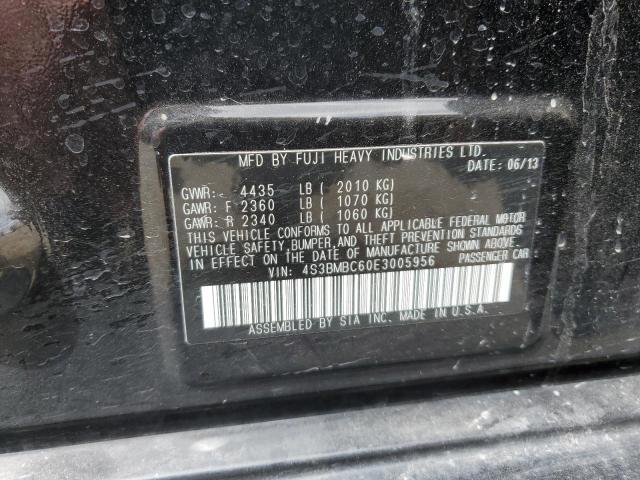 MFD BY FUJI HEAVY INDUSTRIES LTD.
DATE: 06/13
GVWR: 4435 LB ( 2010 KG)
GAWR: F 2360 LB ( 1070 KG)
GAWR: R 2340 LB ( 1060 KG)
THIS VEHICLE CONFORMS TO ALL APPLICABLE FEDERAL MOTOR
VEHICLE SAFETY, BUMPER, AND THEFT PREVENTION STANDARDS
IN EFFECT ON THE DATE OF MANUFACTURE SHOWN ABOVE.
VIN: 4S3BMBC60E3005956 PASSENGER CAR
ASSEMBLED BY SIA INC. MADE IN U.S.A.